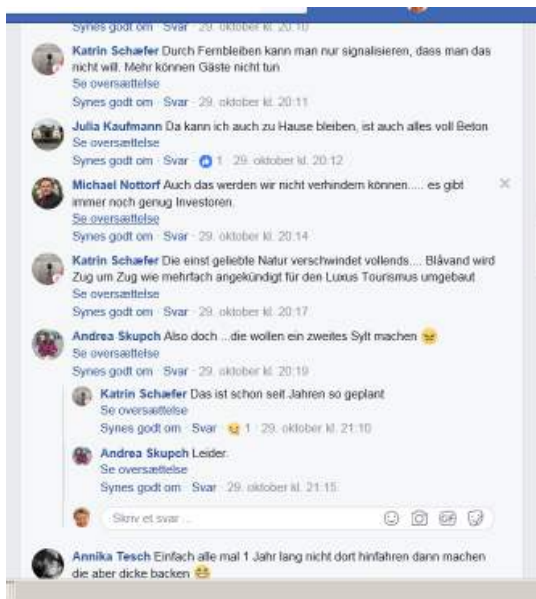 Synes godt om · Svar · 29. oktober kl. 20:10
Katrin Schæfer Durch Fernbleiben kann man nur signalisieren, dass man das
nicht will. Mehr können Gäste nicht tun
Se oversættelse
Synes godt om · Svar · 29. oktober kl. 20:11
Julia Kaufmann Da kann ich auch zu Hause bleiben, ist auch alles voll Beton
Se oversættelse
Synes godt om · Svar · 1 · 29. oktober kl. 20:12
Michael Nottorf Auch das werden wir nicht verhindern können..... es gibt
immer noch genug Investoren.
Se oversættelse
Synes godt om · Svar · 29. oktober kl. 20:14
Katrin Schæfer Die einst geliebte Natur verschwindet vollends.... Blåvand wird
Zug um Zug wie mehrfach angekündigt für den Luxus Tourismus umgebaut
Se oversættelse
Synes godt om · Svar · 29. oktober kl. 20:17
Andrea Skupch Also doch ...die wollen ein zweites Sylt machen 😠
Se oversættelse
Synes godt om · Svar · 29. oktober kl. 20:19
Katrin Schæfer Das ist schon seit Jahren so geplant
Se oversættelse
Synes godt om · Svar · 😢 1 · 29. oktober kl. 21:10
Andrea Skupch Leider.
Se oversættelse
Synes godt om · Svar · 29. oktober kl. 21:15
Skriv et svar ...
GIF
Annika Tesch Einfach alle mal 1 Jahr lang nicht dort hinfahren dann machen
die aber dicke backen 😁